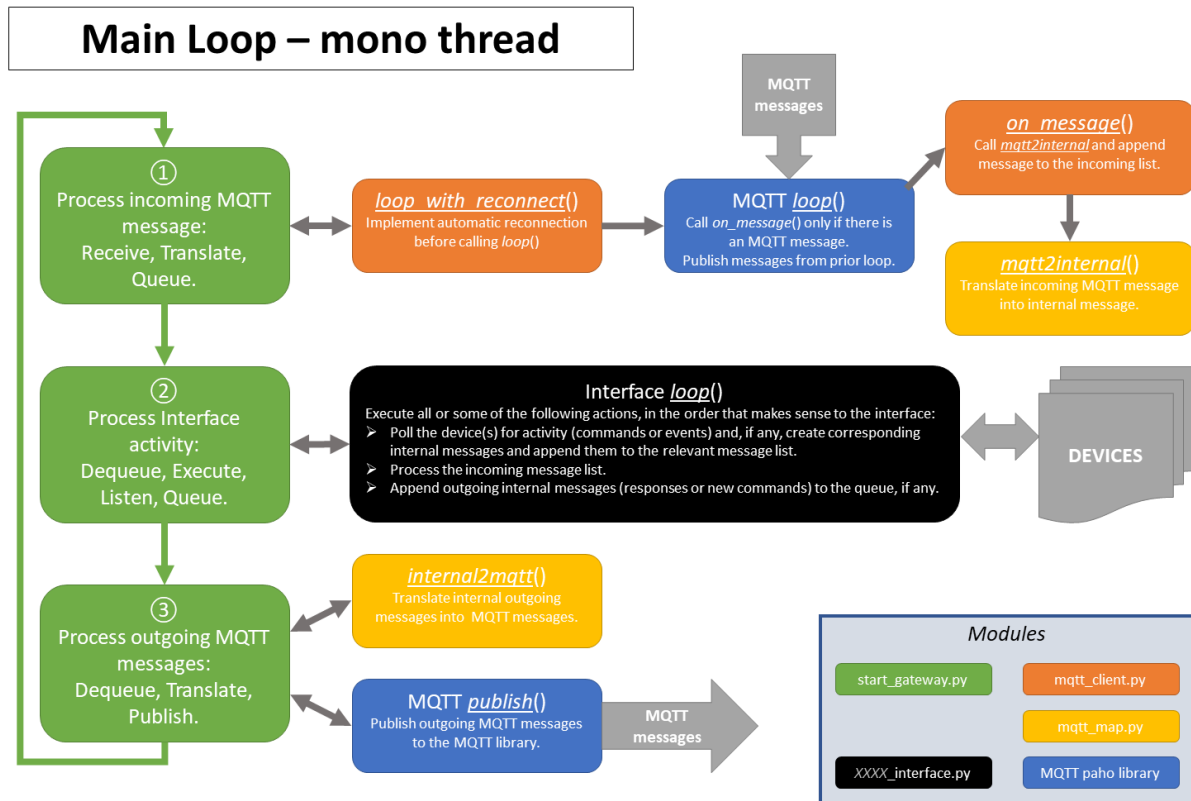 Main Loop – mono thread
①
Process incoming MQTT
message:
Receive, Translate,
Queue.
loop_with_reconnect()
Implement automatic reconnection
before calling loop()
MQTT
messages
MQTT loop()
Call on_message() only if there is
an MQTT message.
Publish messages from prior loop.
on_message()
Call mqtt2internal and append
message to the incoming list.
mqtt2internal()
Translate incoming MQTT message
into internal message.
②
Process Interface
activity:
Dequeue, Execute,
Listen, Queue.
Interface loop()
Execute all or some of the following actions, in the order that makes sense to the interface:
➢ Poll the device(s) for activity (commands or events) and, if any, create corresponding
internal messages and append them to the relevant message list.
➢ Process the incoming message list.
➢ Append outgoing internal messages (responses or new commands) to the queue, if any.
DEVICES
③
Process outgoing MQTT
messages:
Dequeue, Translate,
Publish.
internal2mqtt()
Translate internal outgoing
messages into MQTT messages.
MQTT publish()
Publish outgoing MQTT messages
to the MQTT library.
MQTT
messages
Modules
start_gateway.py
mqtt_client.py
mqtt_map.py
XXXX_interface.py
MQTT paho library